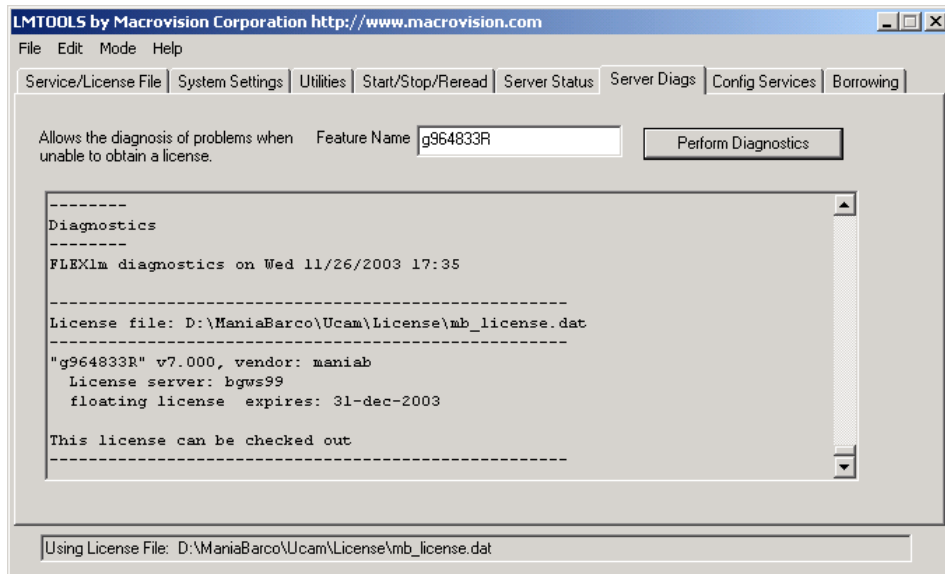 LMTOOLS by Macrovision Corporation http://www.macrovision.com
File Edit Mode Help
Service/License File System Settings Utilities Start/Stop/Reread Server Status Server Diags Config Services Borrowing
Allows the diagnosis of problems when unable to obtain a license.
Feature Name g964833R
Perform Diagnostics
--------
Diagnostics
--------
FLEXlm diagnostics on Wed 11/26/2003 17:35
-----------------------------------------------------
License file: D:\ManiaBarco\Ucam\License\mb_license.dat
-----------------------------------------------------
"g964833R" v7.000, vendor: maniab
License server: bgws99
floating license expires: 31-dec-2003
This license can be checked out
-----------------------------------------------------
Using License File: D:\ManiaBarco\Ucam\License\mb_license.dat